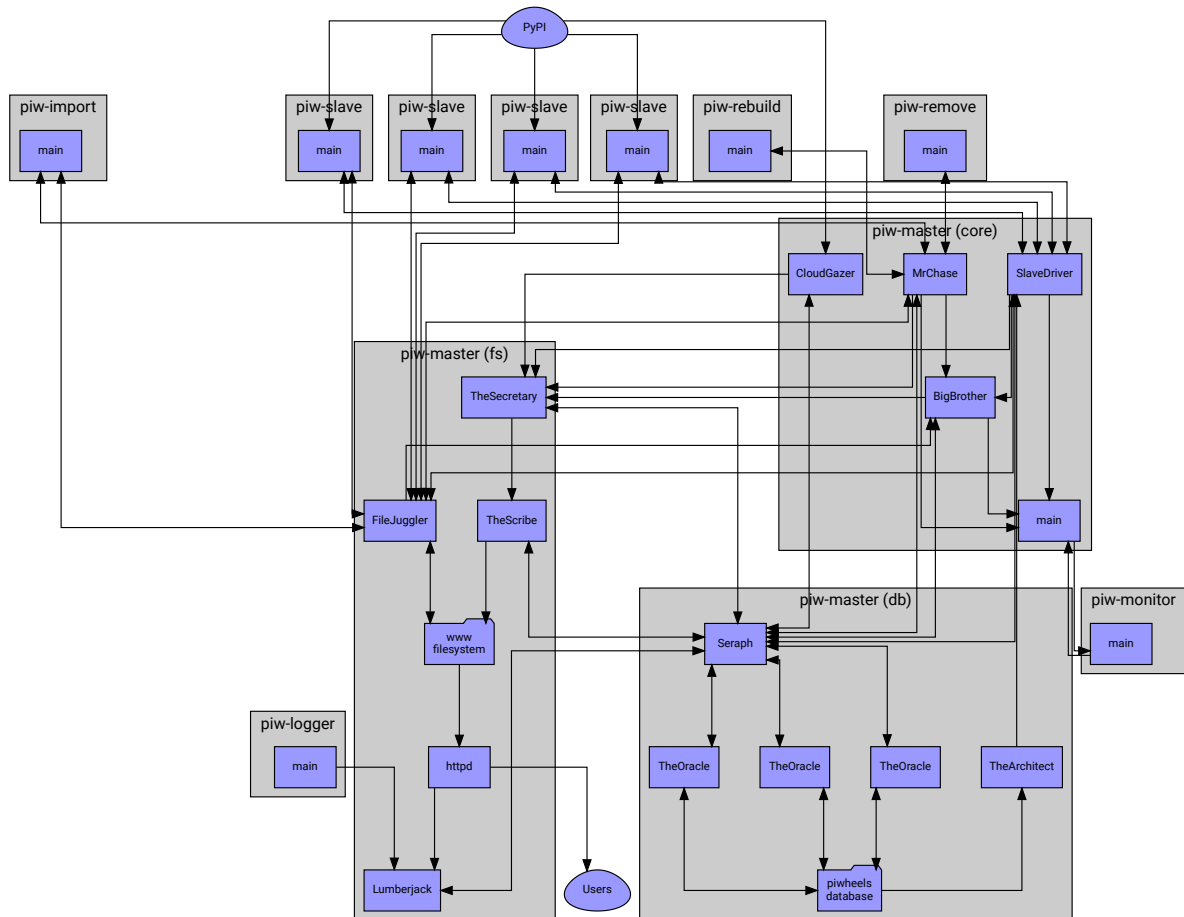 PyPI
piw-import
piw-slave
piw-slave
piw-slave
piw-slave
piw-rebuild
piw-remove
main
main
main
main
main
main
main
piw-master (core)
CloudGazer
MrChase
SlaveDriver
piw-master (fs)
TheSecretary
BigBrother
FileJuggler
TheScribe
main
piw-master (db)
piw-monitor
www
filesystem
Seraph
main
piw-logger
main
httpd
TheOracle
TheOracle
TheOracle
TheArchitect
Lumberjack
Users
piwheels
database